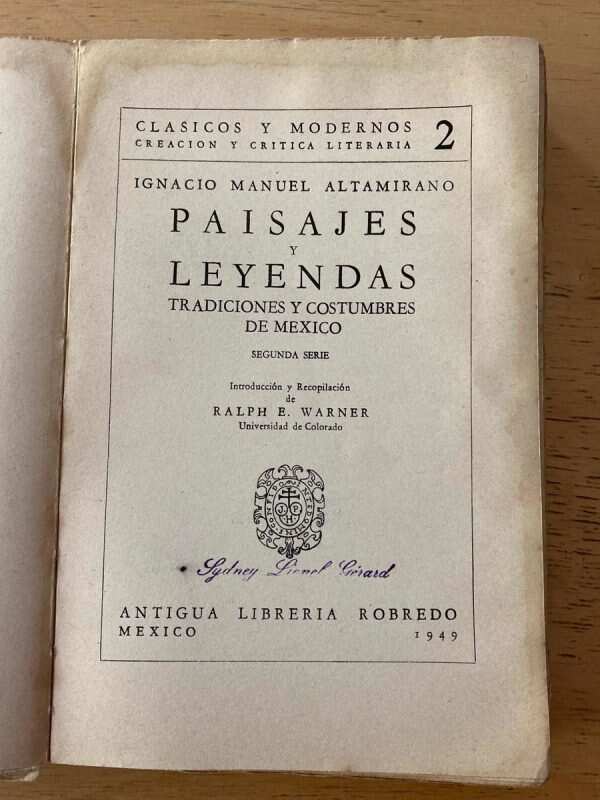 CLASICOS Y MODERNOS
CREACION Y CRITICA LITERARIA 2
IGNACIO MANUEL ALTAMIRANO
PAISAJES
Y
LEYENDAS
TRADICIONES Y COSTUMBRES
DE MEXICO
SEGUNDA SERIE
Introducción y Recopilación
de
RALPH E. WARNER
Universidad de Colorado
J P
H
Sydney Lionel Gérard
ANTIGUA LIBRERIA ROBREDO
MEXICO 1949